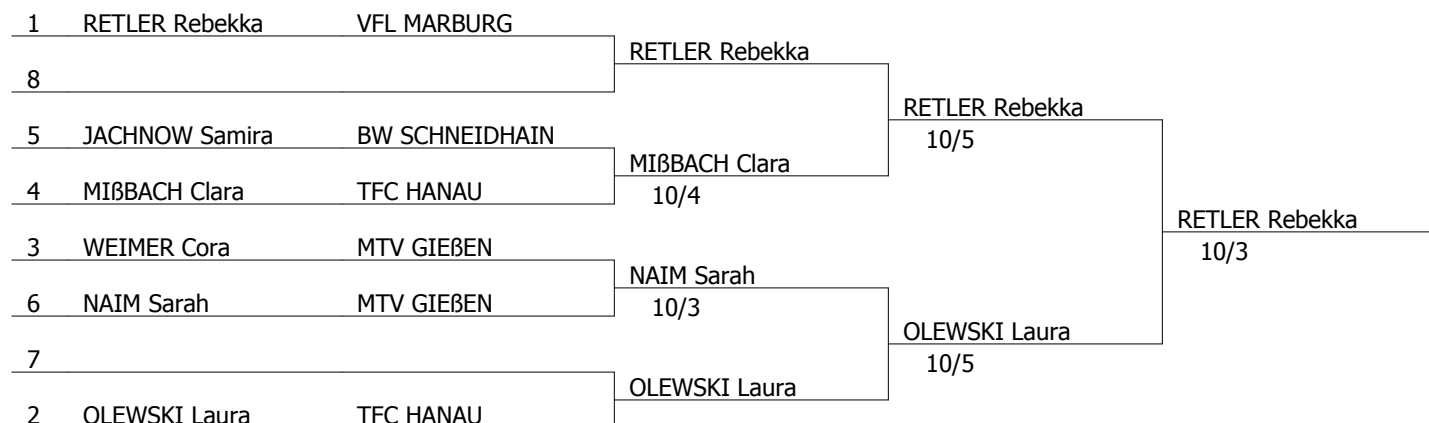 1 RETLER Rebekka VFL MARBURG
RETLER Rebekka
8
RETLER Rebekka
5 JACHNOW Samira BW SCHNEIDHAIN
10/5
MIßBACH Clara
4 MIßBACH Clara TFC HANAU
10/4
RETLER Rebekka
3 WEIMER Cora MTV GIEßEN
10/3
NAIM Sarah
6 NAIM Sarah MTV GIEßEN
10/3
OLEWSKI Laura
7
10/5
OLEWSKI Laura
2 OLEWSKI Laura TFC HANAU